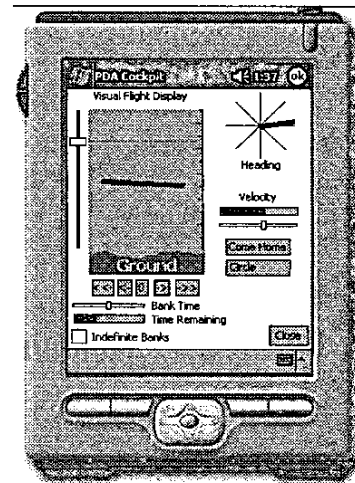 PDA Cockpit 1:37 ok
Visual Flight Display
Heading
Velocity
Come Home
Circle
Ground
<< < 0 > >>
Bank Time
Time Remaining
Indefinite Banks
Close